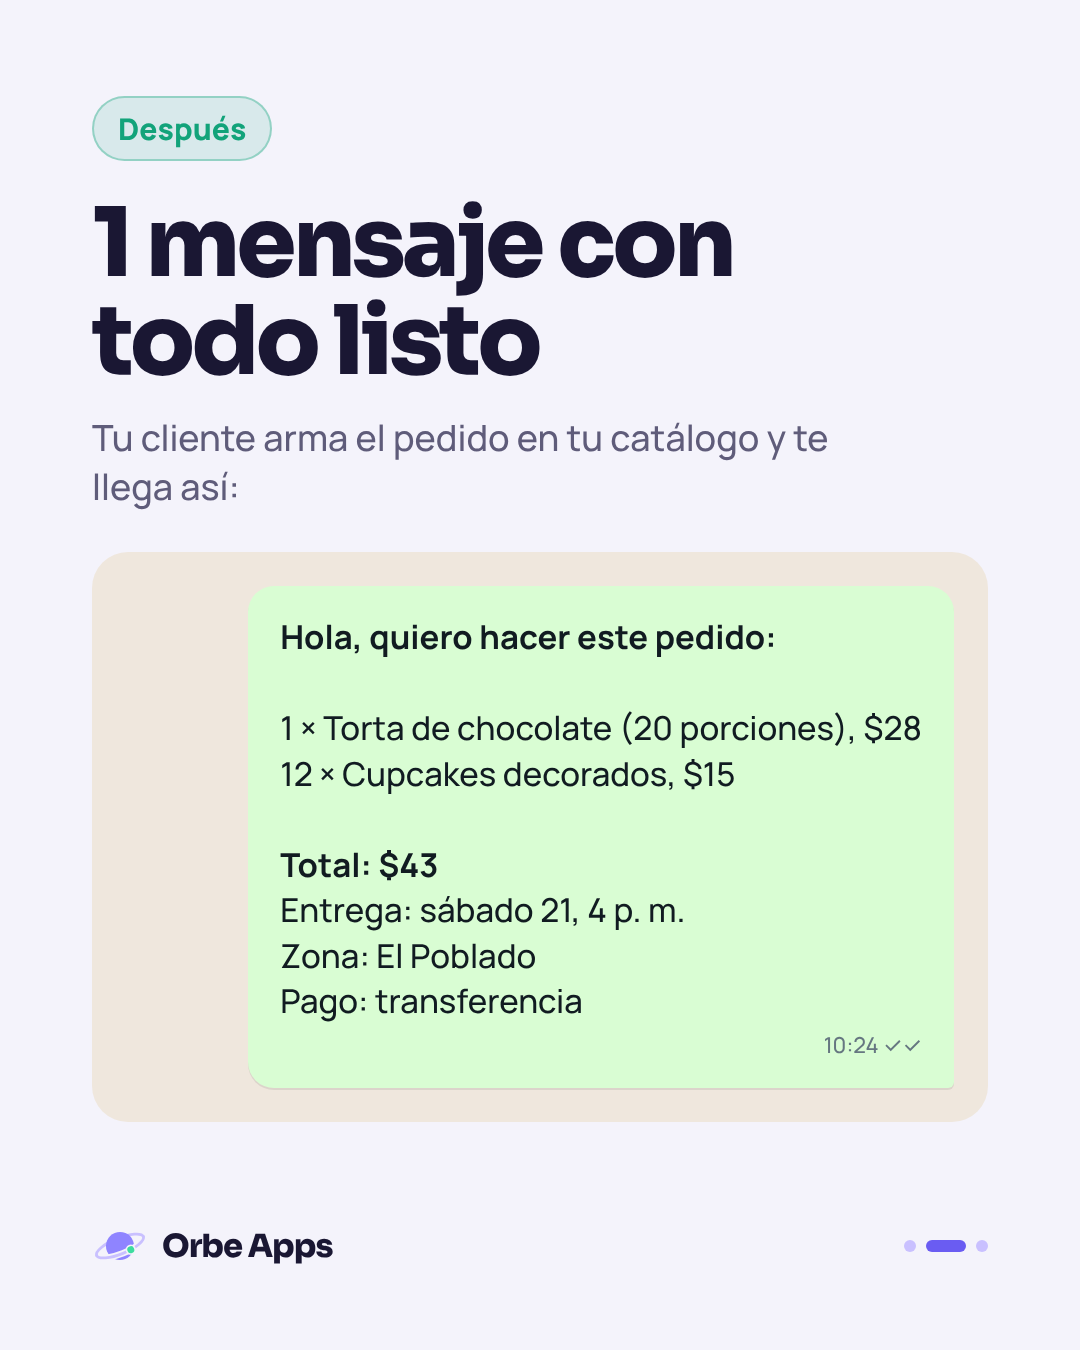 Después
1 mensaje con
todo listo
Tu cliente arma el pedido en tu catálogo y te
llega así:
Hola, quiero hacer este pedido:
1 × Torta de chocolate (20 porciones), $28
12 × Cupcakes decorados, $15
Total: $43
Entrega: sábado 21, 4 p. m.
Zona: El Poblado
Pago: transferencia
10:24 ✓✓
Orbe Apps